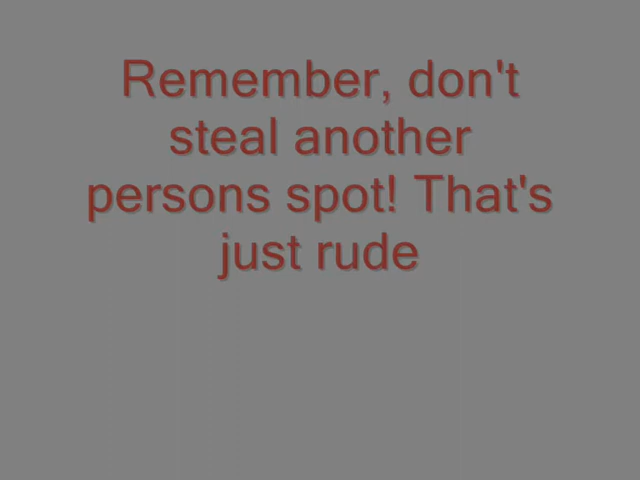 Remember, don't
steal another
persons spot! That's
just rude